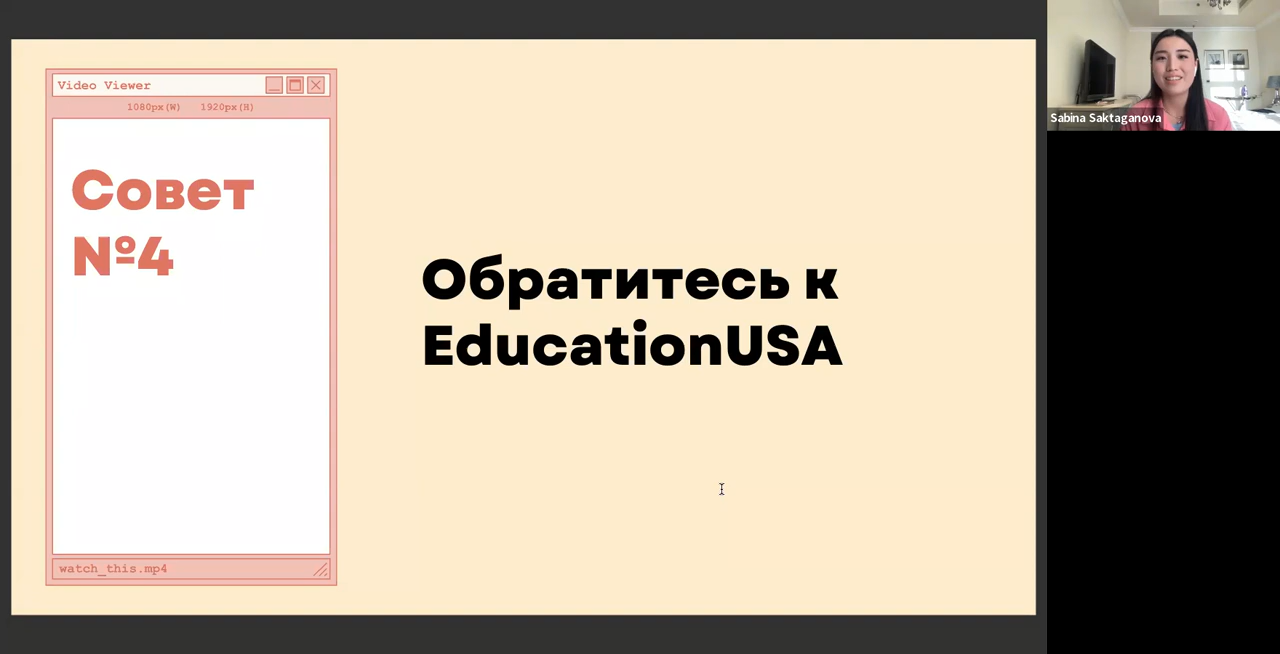 Video Viewer
1080px(W) 1920px(H)
Совет
№4
watch_this.mp4
Обратитесь к
EducationUSA
Sabina Saktaganova